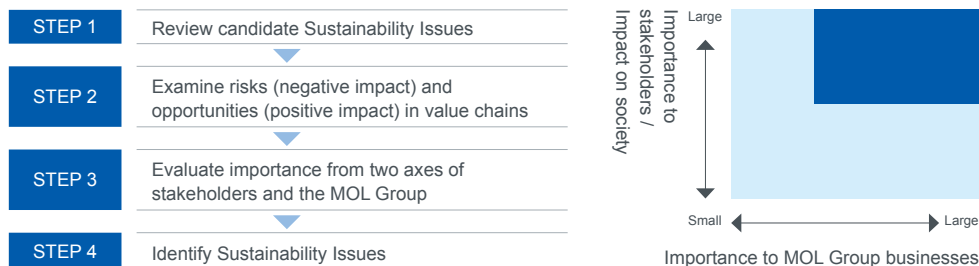 STEP 1
Review candidate Sustainability Issues
STEP 2
Examine risks (negative impact) and
opportunities (positive impact) in value chains
STEP 3
Evaluate importance from two axes of
stakeholders and the MOL Group
STEP 4
Identify Sustainability Issues
Importance to
stakeholders /
Impact on society
Large
Small
Large
Importance to MOL Group businesses